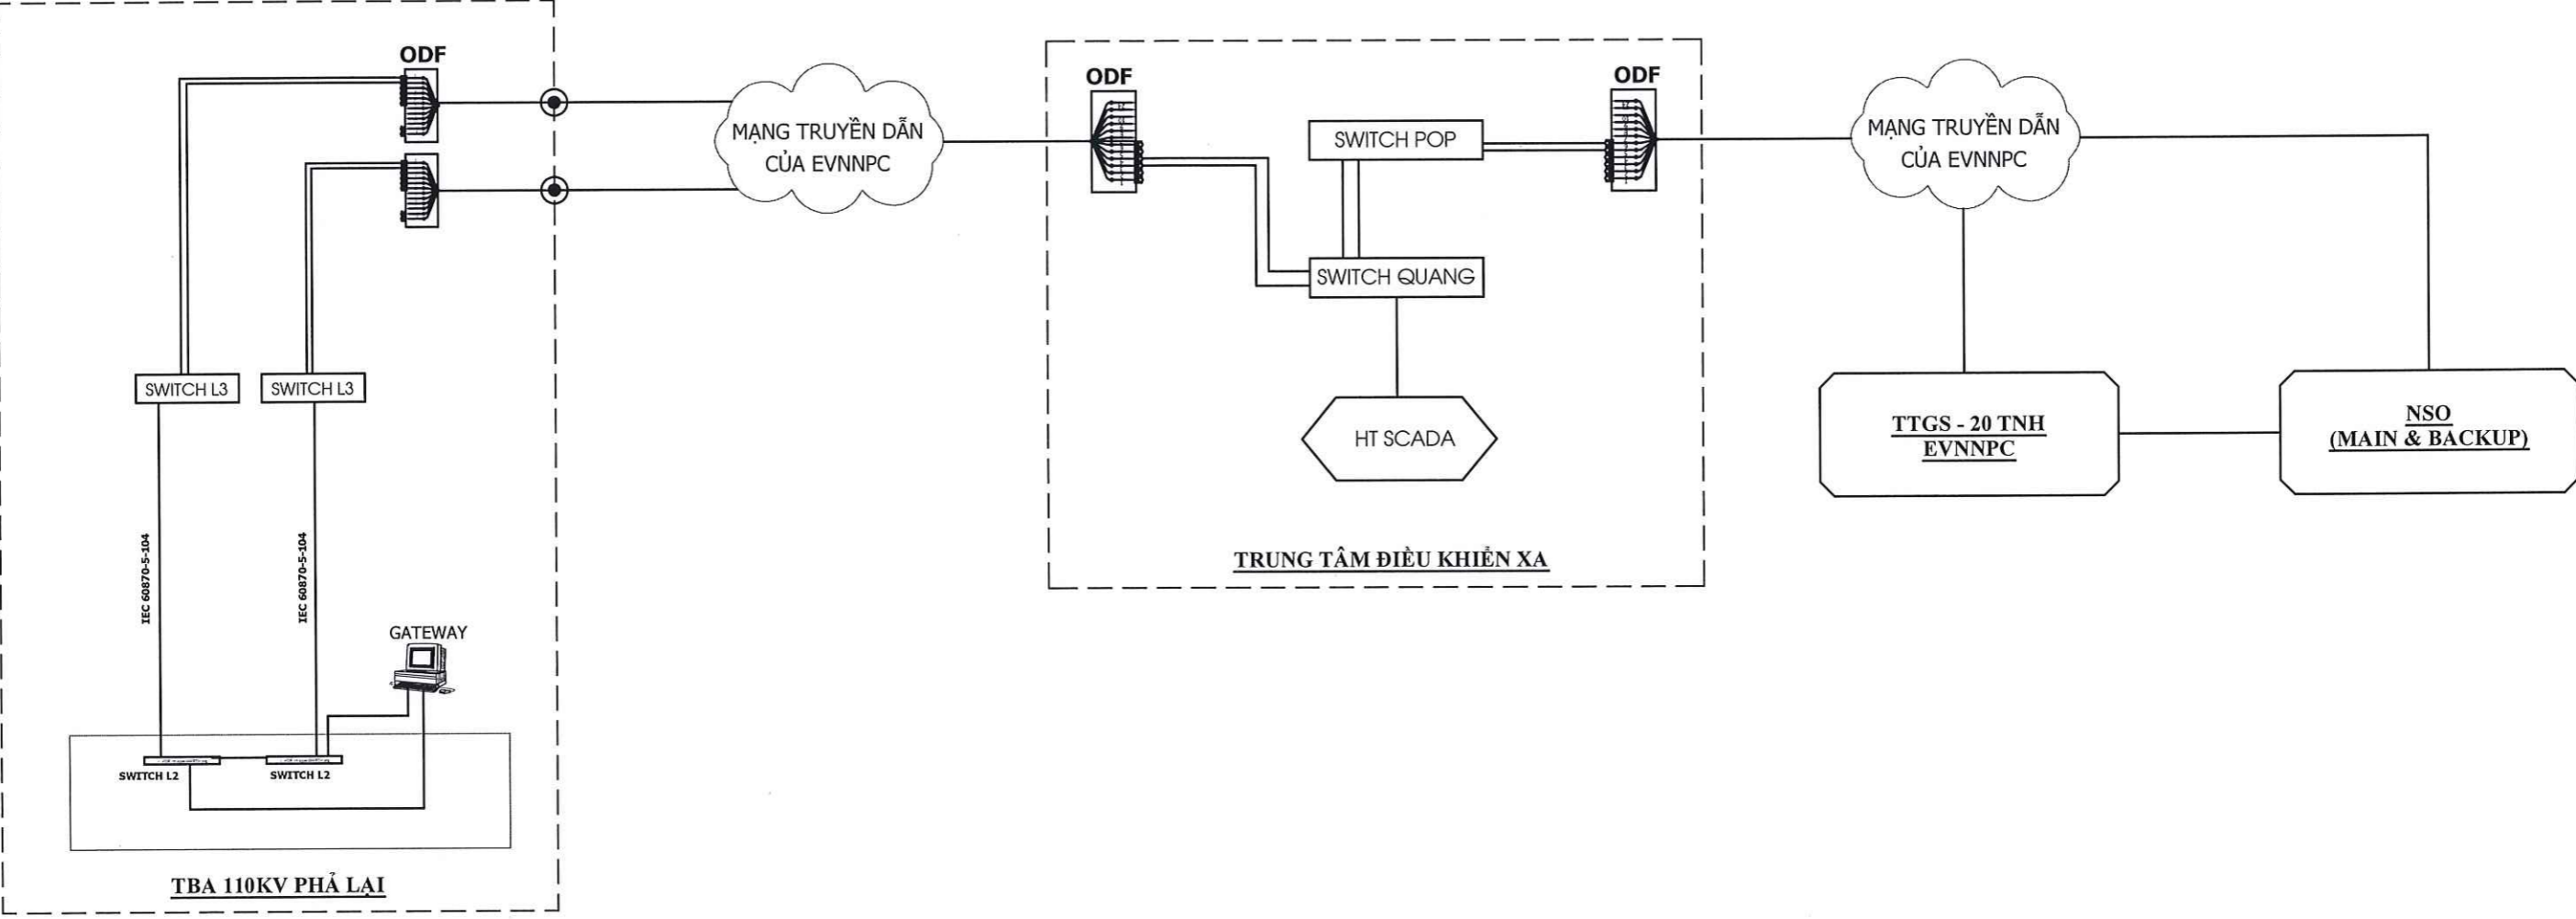 ODF
MẠNG TRUYỀN DẪN
CỦA EVNNPC
SWITCH L3
SWITCH L3
IEC 60870-5-104
IEC 60870-5-104
GATEWAY
SWITCH L2
SWITCH L2
TBA 110KV PHẢ LẠI
ODF
ODF
SWITCH POP
SWITCH QUANG
HT SCADA
TRUNG TÂM ĐIỀU KHIỂN XA
MẠNG TRUYỀN DẪN
CỦA EVNNPC
TTGS - 20 TNH
EVNNPC
NSO
(MAIN & BACKUP)